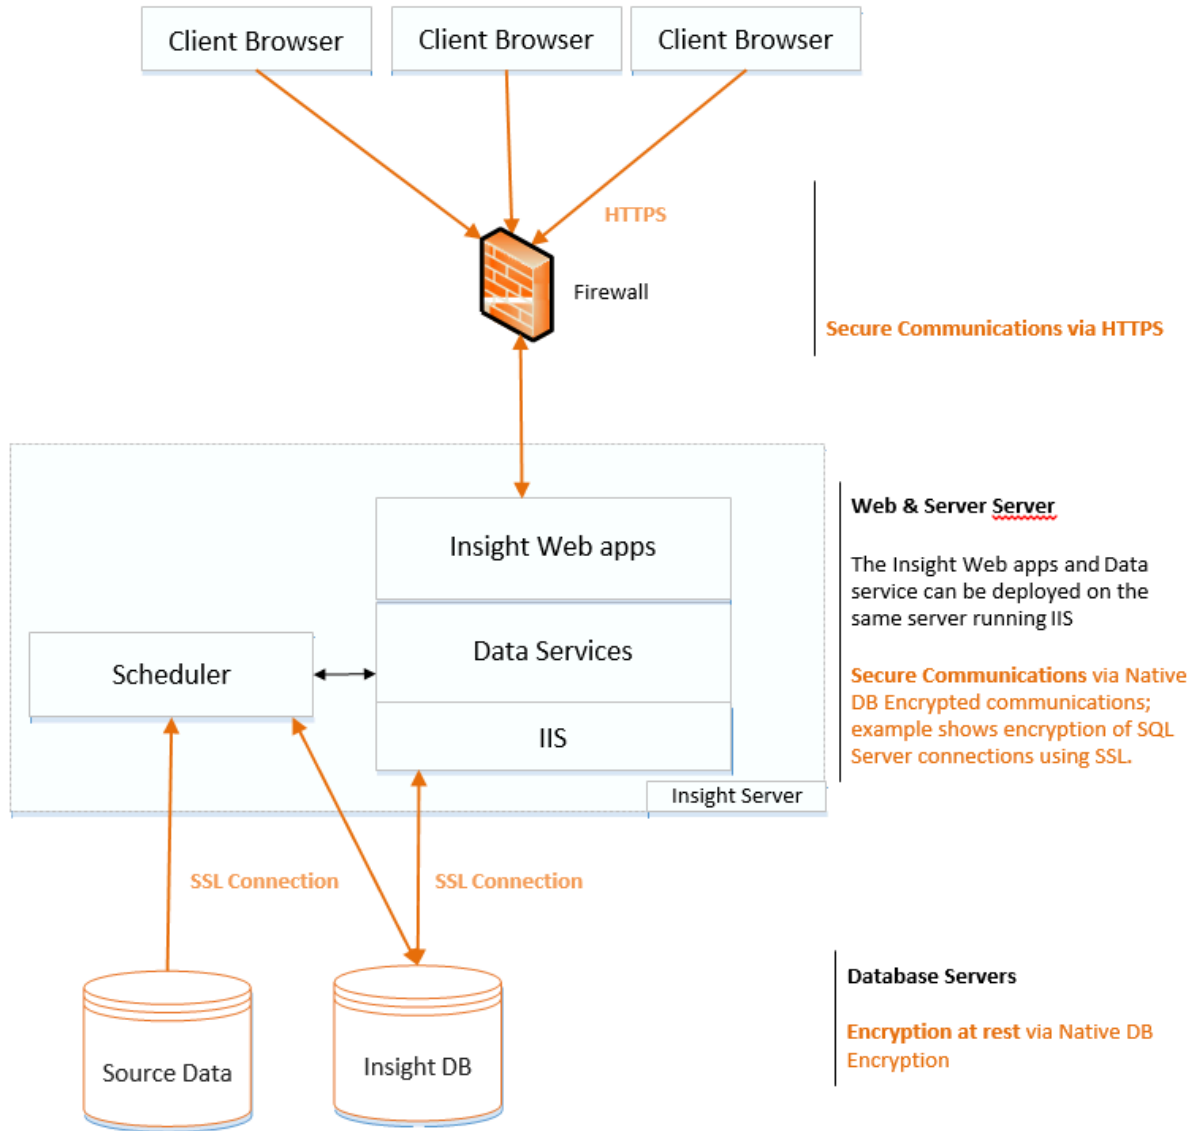 Client Browser
Client Browser
Client Browser
HTTPS
Firewall
Secure Communications via HTTPS
Insight Web apps
Data Services
IIS
Scheduler
Insight Server
Web & Server Server
The Insight Web apps and Data
service can be deployed on the
same server running IIS
Secure Communications via Native
DB Encrypted communications;
example shows encryption of SQL
Server connections using SSL.
SSL Connection
SSL Connection
Source Data
Insight DB
Database Servers
Encryption at rest via Native DB
Encryption